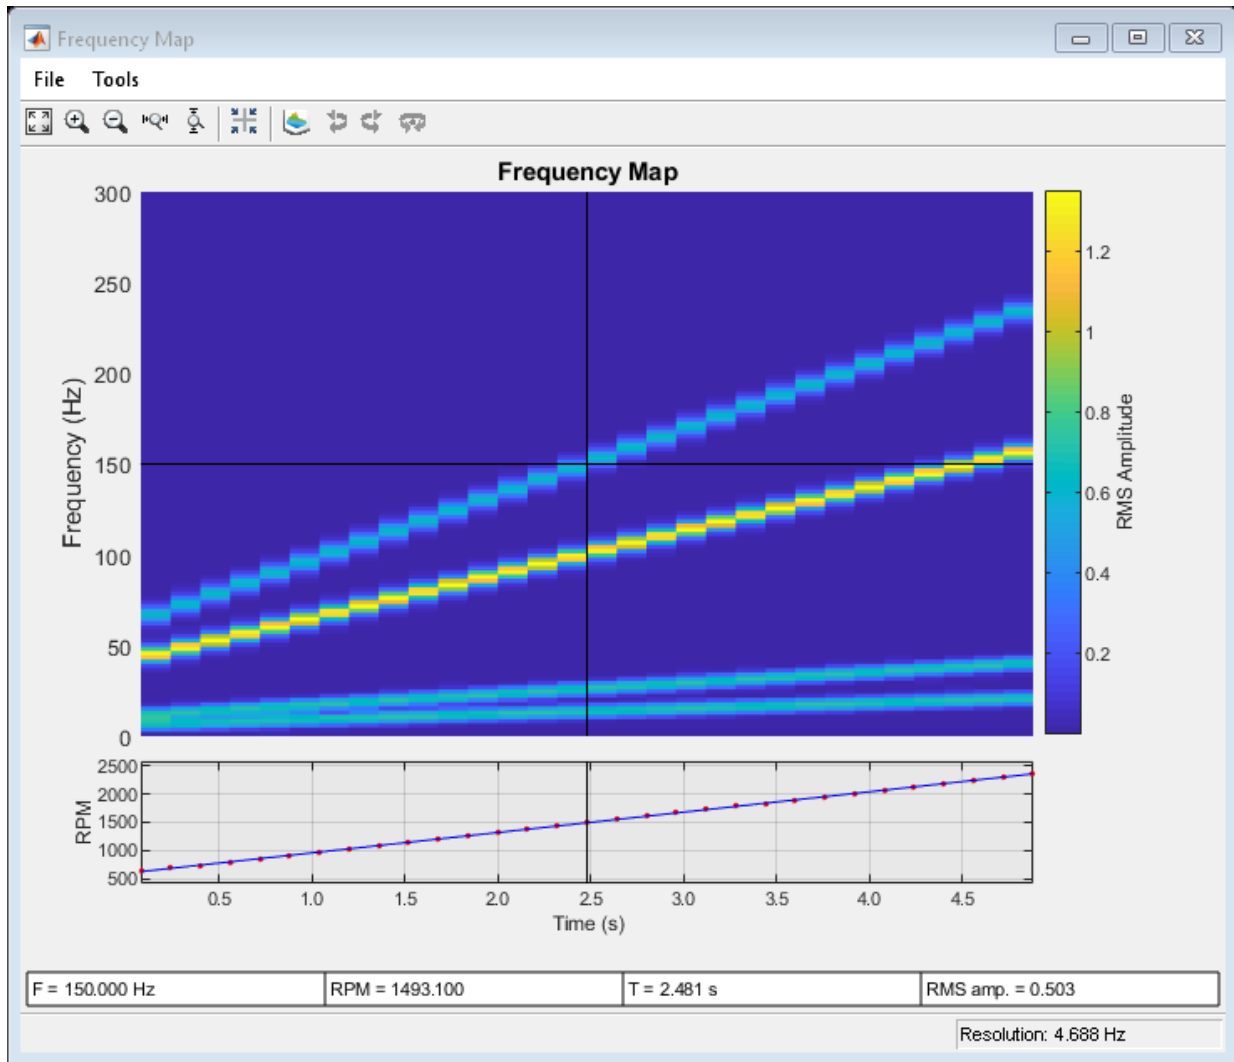 Frequency Map
File Tools
Frequency Map
300
250
200
150
100
50
0
Frequency (Hz)
1.2
1
0.8
0.6
0.4
0.2
RMS Amplitude
2500
2000
1500
1000
500
RPM
0.5 1.0 1.5 2.0 2.5 3.0 3.5 4.0 4.5
Time (s)
F = 150.000 Hz RPM = 1493.100 T = 2.481 s RMS amp. = 0.503
Resolution: 4.688 Hz